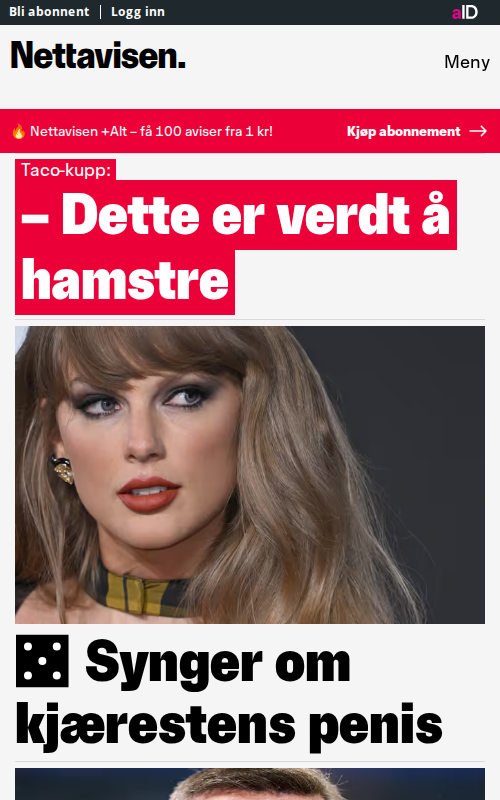 Bli abonnent | Logg inn
aID
Nettavisen.
Meny
🔥 Nettavisen +Alt – få 100 aviser fra 1 kr!
Kjøp abonnement →
Taco-kupp:
– Dette er verdt å
hamstre
⚄ Synger om
kjærestens penis